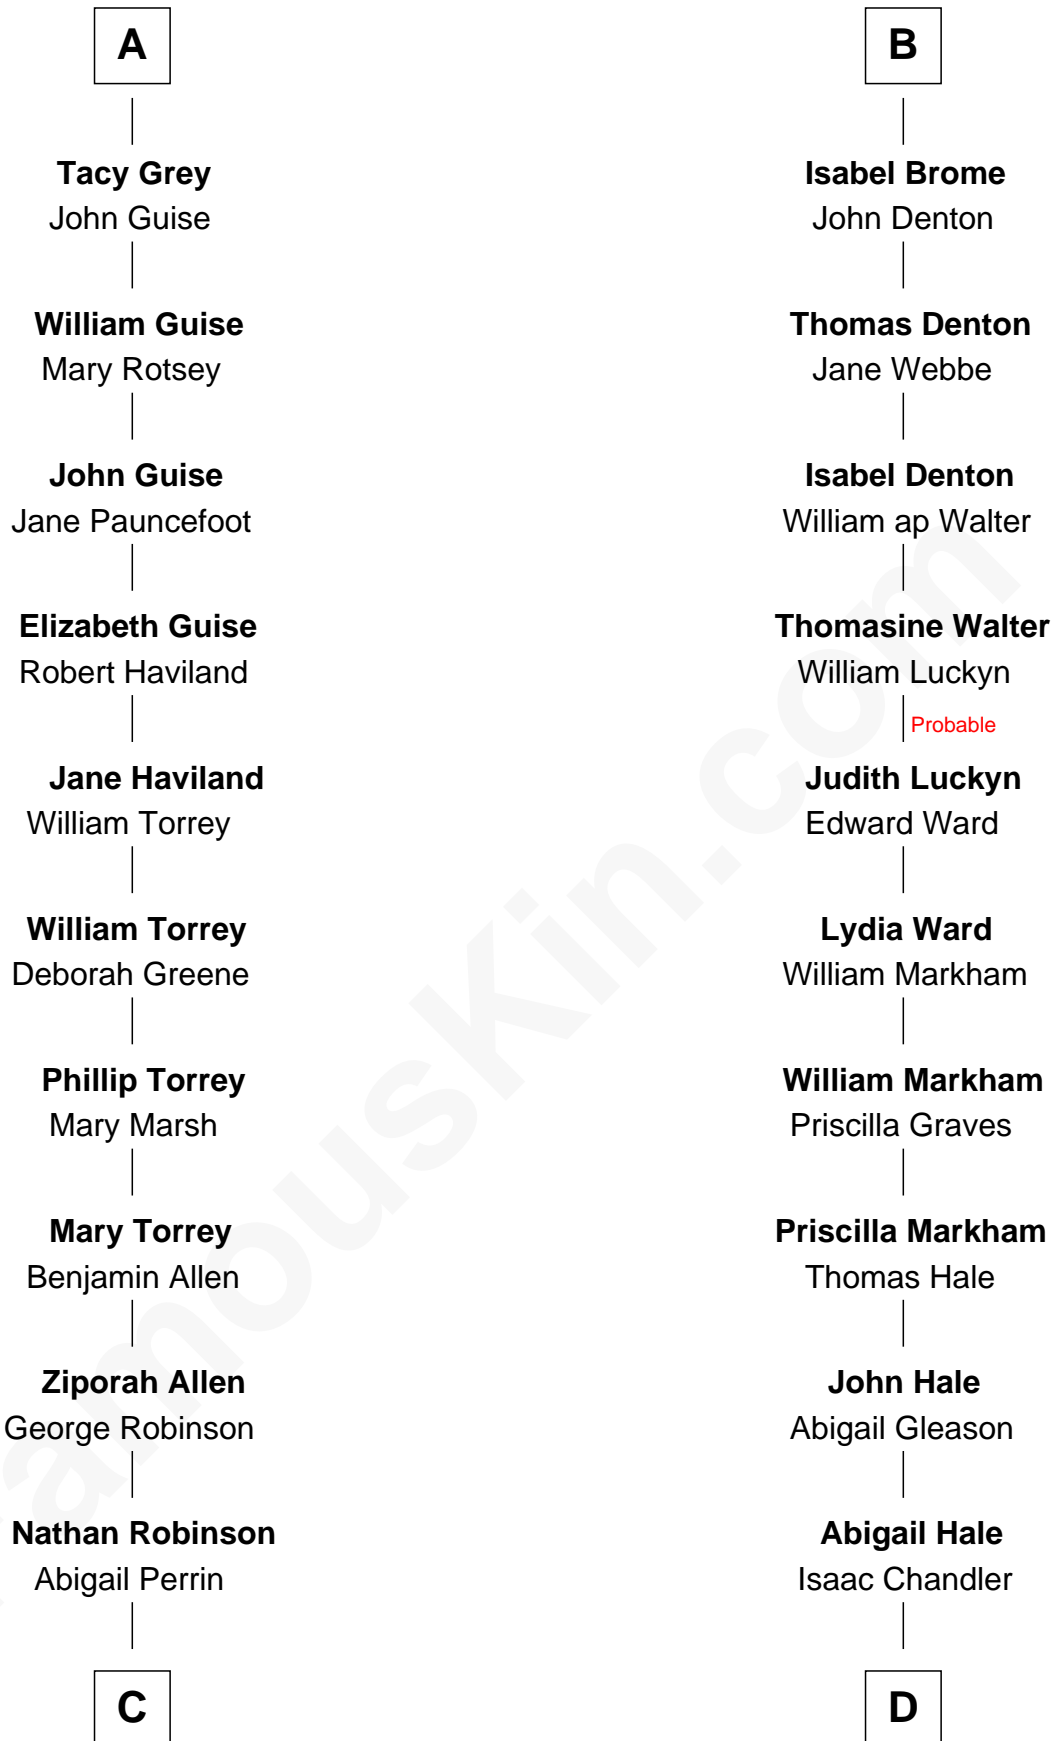 A
Tacy Grey
John Guise
William Guise
Mary Rotsey
John Guise
Jane Pauncefoot
Elizabeth Guise
Robert Haviland
Jane Haviland
William Torrey
William Torrey
Deborah Greene
Phillip Torrey
Mary Marsh
Mary Torrey
Benjamin Allen
Ziporah Allen
George Robinson
Nathan Robinson
Abigail Perrin
C
B
Isabel Brome
John Denton
Thomas Denton
Jane Webbe
Isabel Denton
William ap Walter
Thomasine Walter
William Luckyn
Probable
Judith Luckyn
Edward Ward
Lydia Ward
William Markham
William Markham
Priscilla Graves
Priscilla Markham
Thomas Hale
John Hale
Abigail Gleason
Abigail Hale
Isaac Chandler
D
FamousKin.com